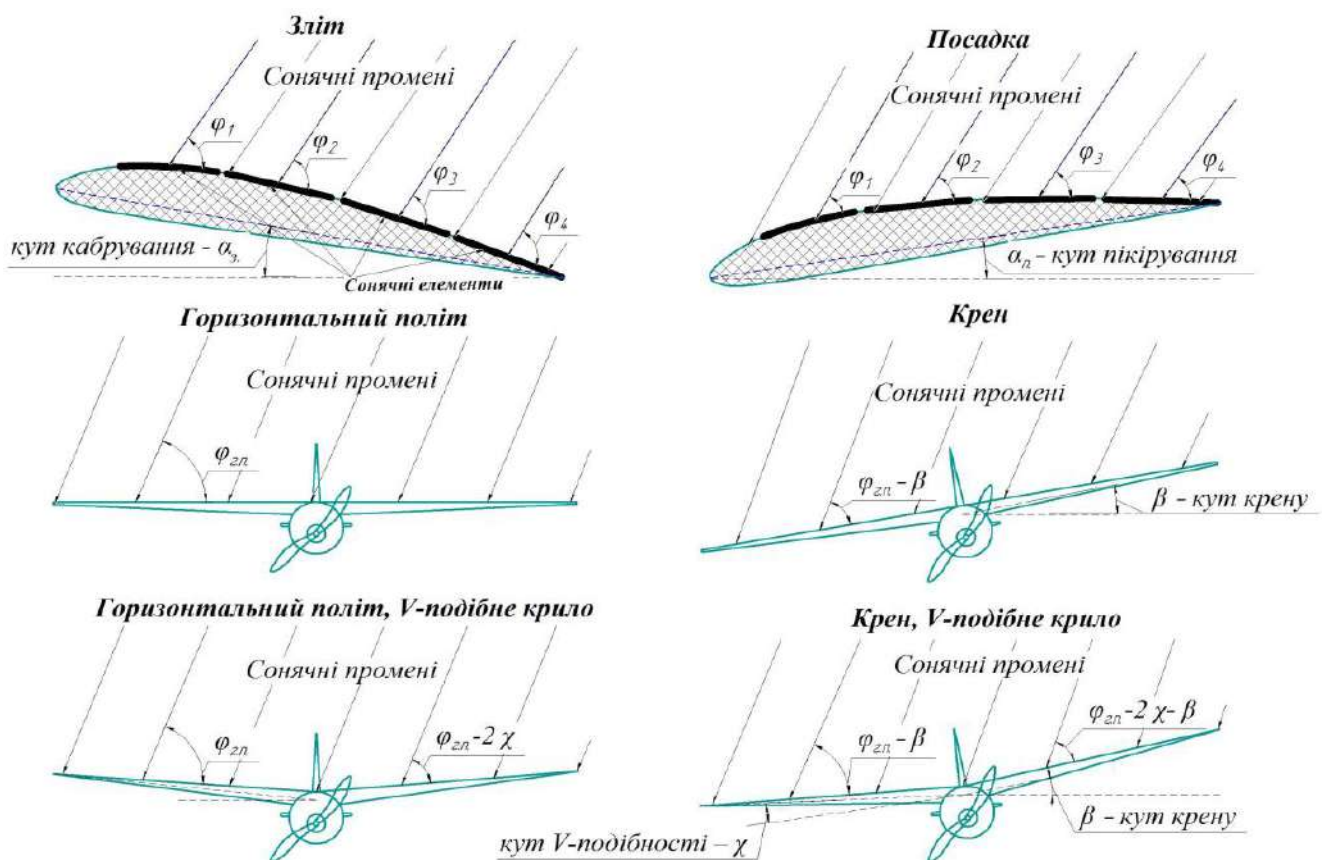 Зліт
Сонячні промені
φ₁
φ₂
φ₃
φ₄
кут кабрування - αз.
Сонячні елементи
Посадка
Сонячні промені
φ₁
φ₂
φ₃
φ₄
αп - кут пікірування
Горизонтальний політ
Сонячні промені
φгп
Крен
Сонячні промені
φгп - β
β - кут крену
Горизонтальний політ, V-подібне крило
Сонячні промені
φгп
φгп-2 χ
Крен, V-подібне крило
Сонячні промені
φгп - β
φгп-2 χ- β
кут V-подібності – χ
β - кут крену